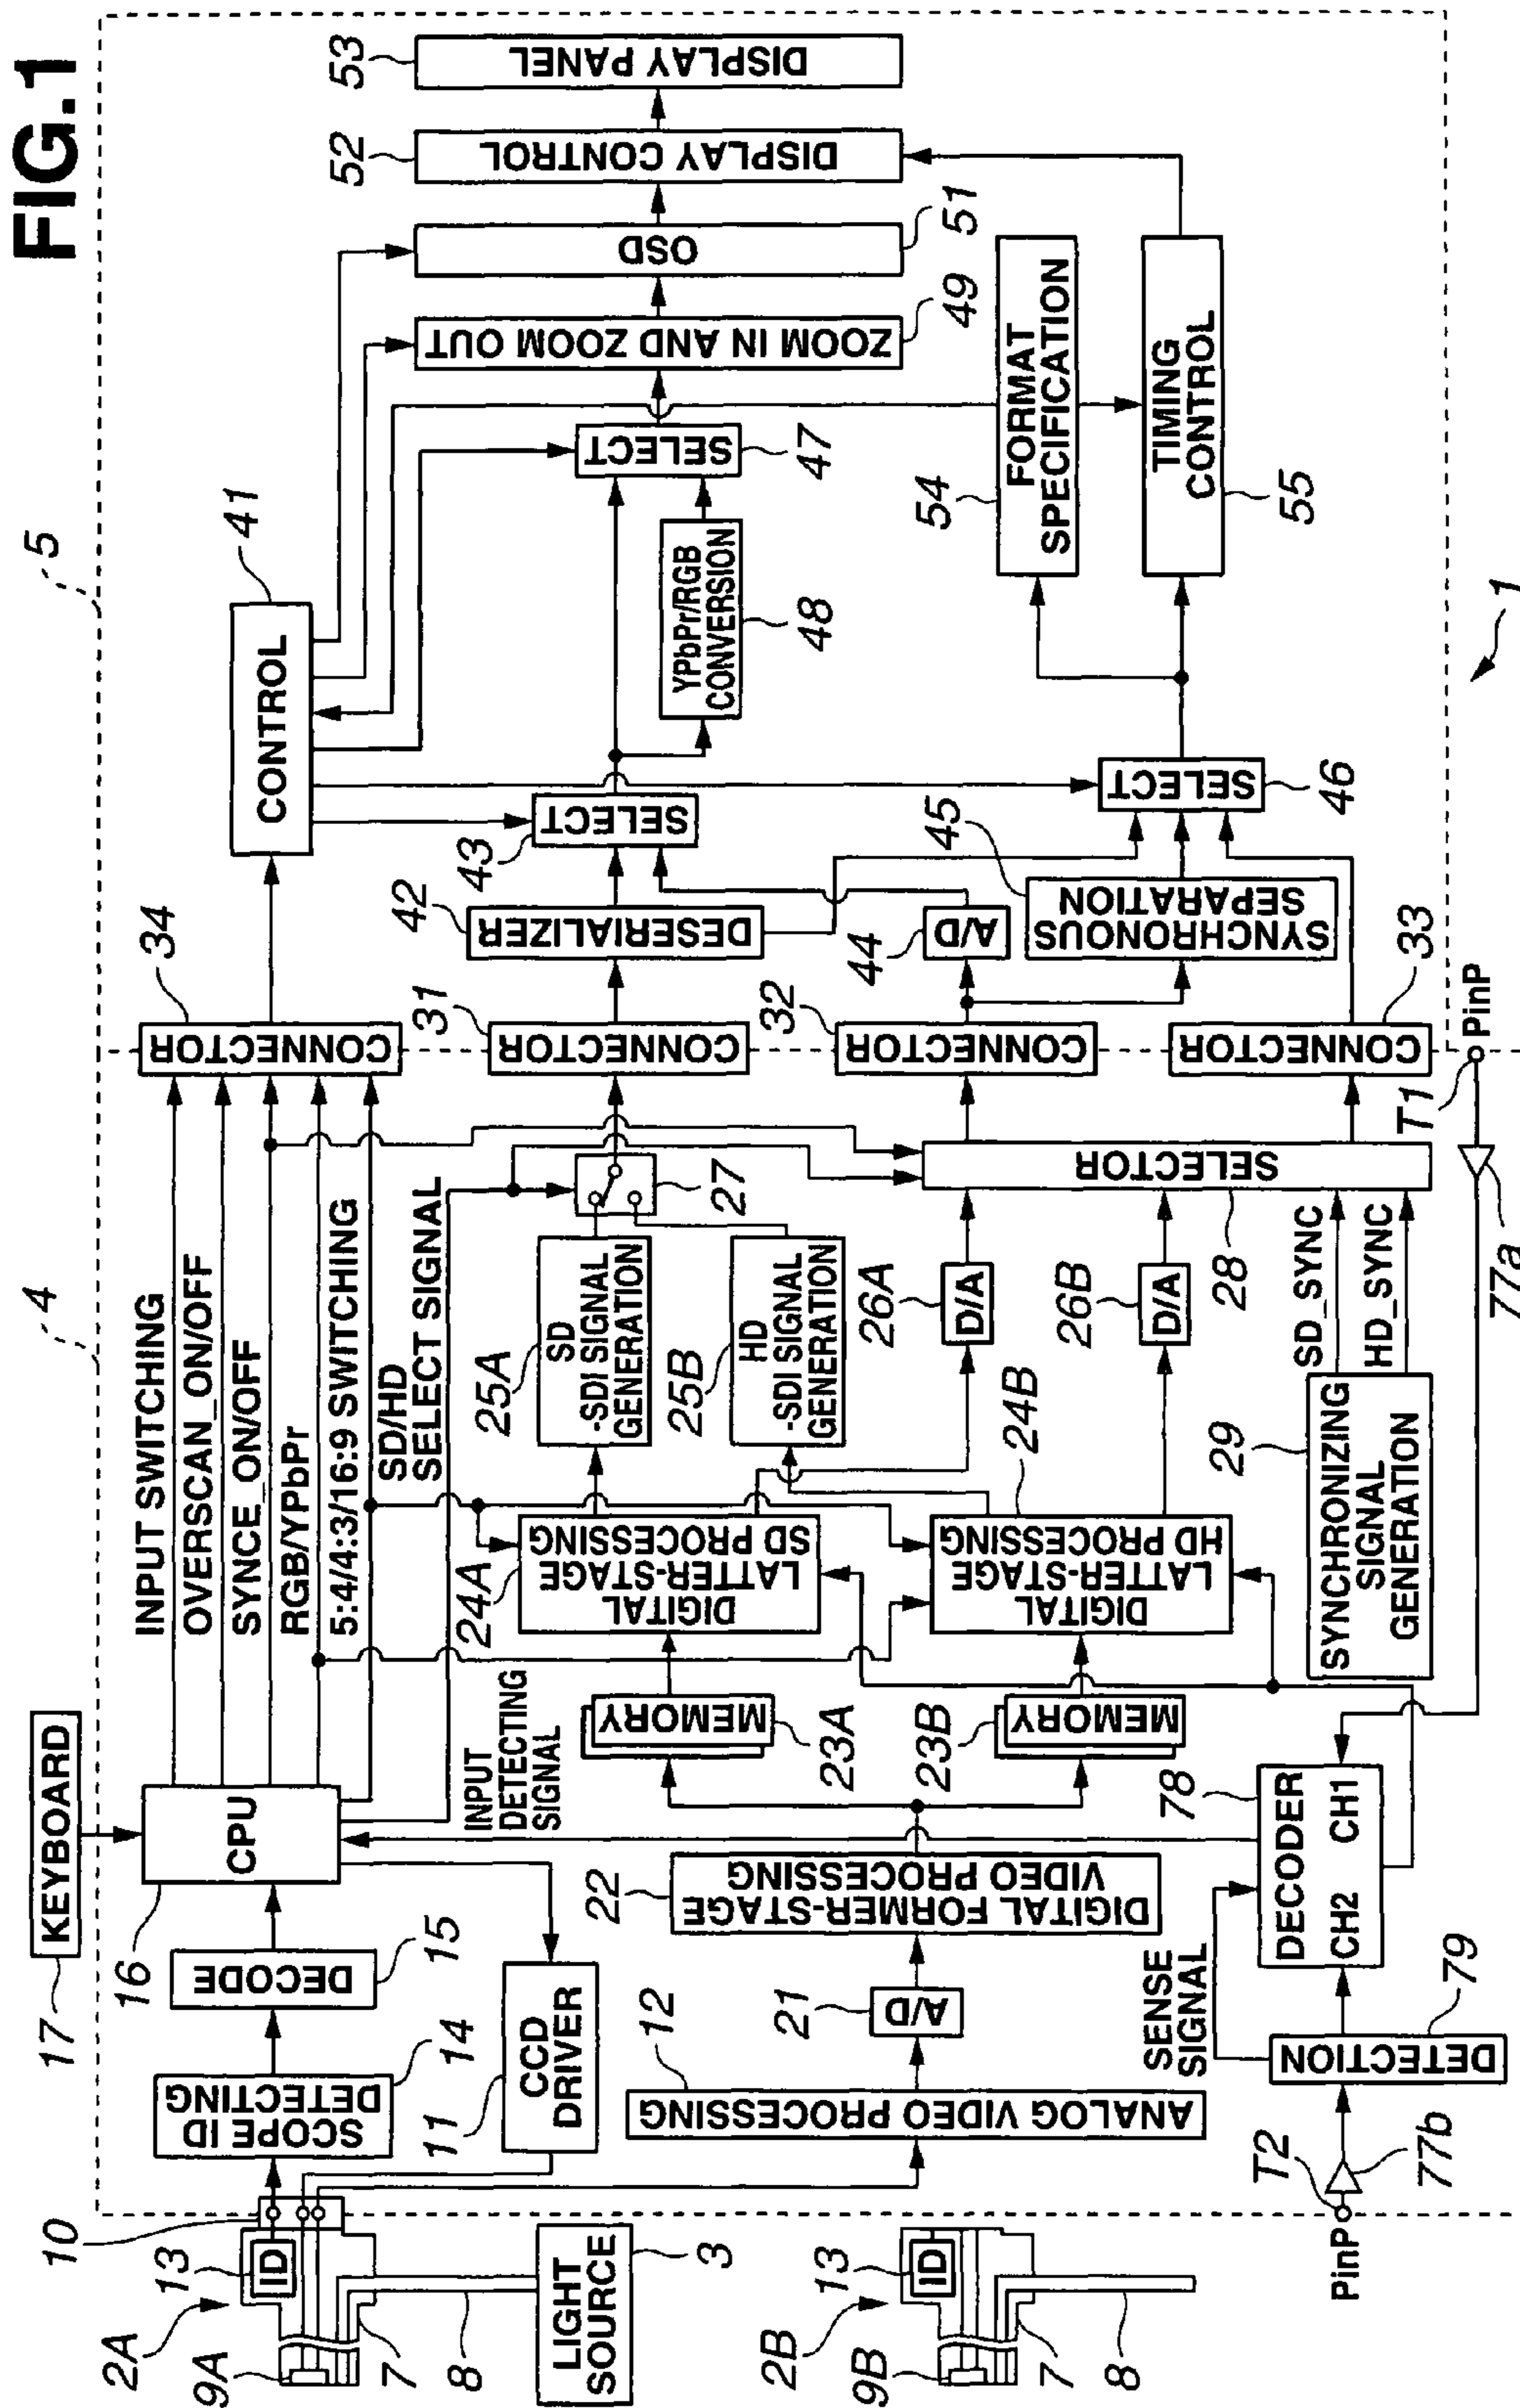 FIG.1
4
5
17
KEYBOARD
10
2A
13
ID
9A
7
8
LIGHT
SOURCE
3
SCOPE ID
DETECTING
14
DECODE
15
16
CPU
INPUT SWITCHING
OVERSCAN_ON/OFF
SYNCE_ON/OFF
RGB/YPbPr
5:4/4:3/16:9 SWITCHING
SD/HD
SELECT SIGNAL
CONNECTOR
34
CONTROL
41
11
CCD
DRIVER
INPUT
DETECTING
SIGNAL
24A
DIGITAL
LATTER-STAGE
SD PROCESSING
25A
SD
-SDI SIGNAL
GENERATION
25B
HD
-SDI SIGNAL
GENERATION
27
CONNECTOR
31
DESERIALIZER
42
43
SELECT
YPbPr/RGB
CONVERSION
48
SELECT
47
ZOOM IN AND ZOOM OUT
49
OSD
51
DISPLAY CONTROL
52
DISPLAY PANEL
53
12
ANALOG VIDEO PROCESSING
21
A/D
22
DIGITAL FORMER-STAGE
VIDEO PROCESSING
MEMORY
23A
MEMORY
23B
DIGITAL
LATTER-STAGE
HD PROCESSING
24B
26A
D/A
26B
D/A
SELECTOR
28
CONNECTOR
32
A/D
44
SYNCHRONOUS
SEPARATION
45
SELECT
46
FORMAT
SPECIFICATION
54
TIMING
CONTROL
55
2B
13
ID
9B
7
8
PinP
T2
77b
DETECTION
79
SENSE
SIGNAL
DECODER
CH2 CH1
78
29
SYNCHRONIZING
SIGNAL
GENERATION
SD_SYNC
HD_SYNC
CONNECTOR
33
77a
T1
PinP
1